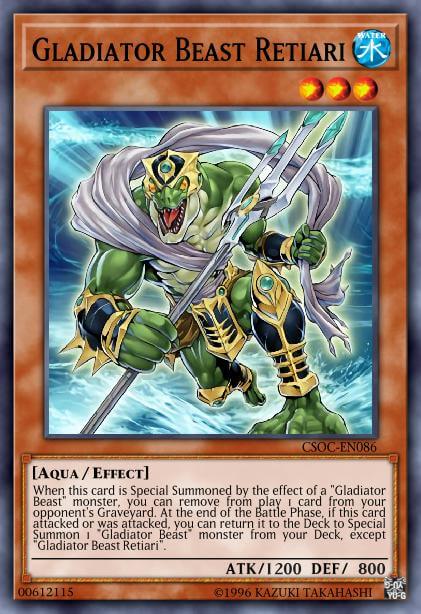 GLADIATOR BEAST RETIARI
WATER
水
CSOC-EN086
[AQUA / EFFECT]
When this card is Special Summoned by the effect of a "Gladiator
Beast" monster, you can remove from play 1 card from your
opponent's Graveyard. At the end of the Battle Phase, if this card
attacked or was attacked, you can return it to the Deck to Special
Summon 1 "Gladiator Beast" monster from your Deck, except
"Gladiator Beast Retiari".
ATK/1200 DEF/ 800
00612115
©1996 KAZUKI TAKAHASHI